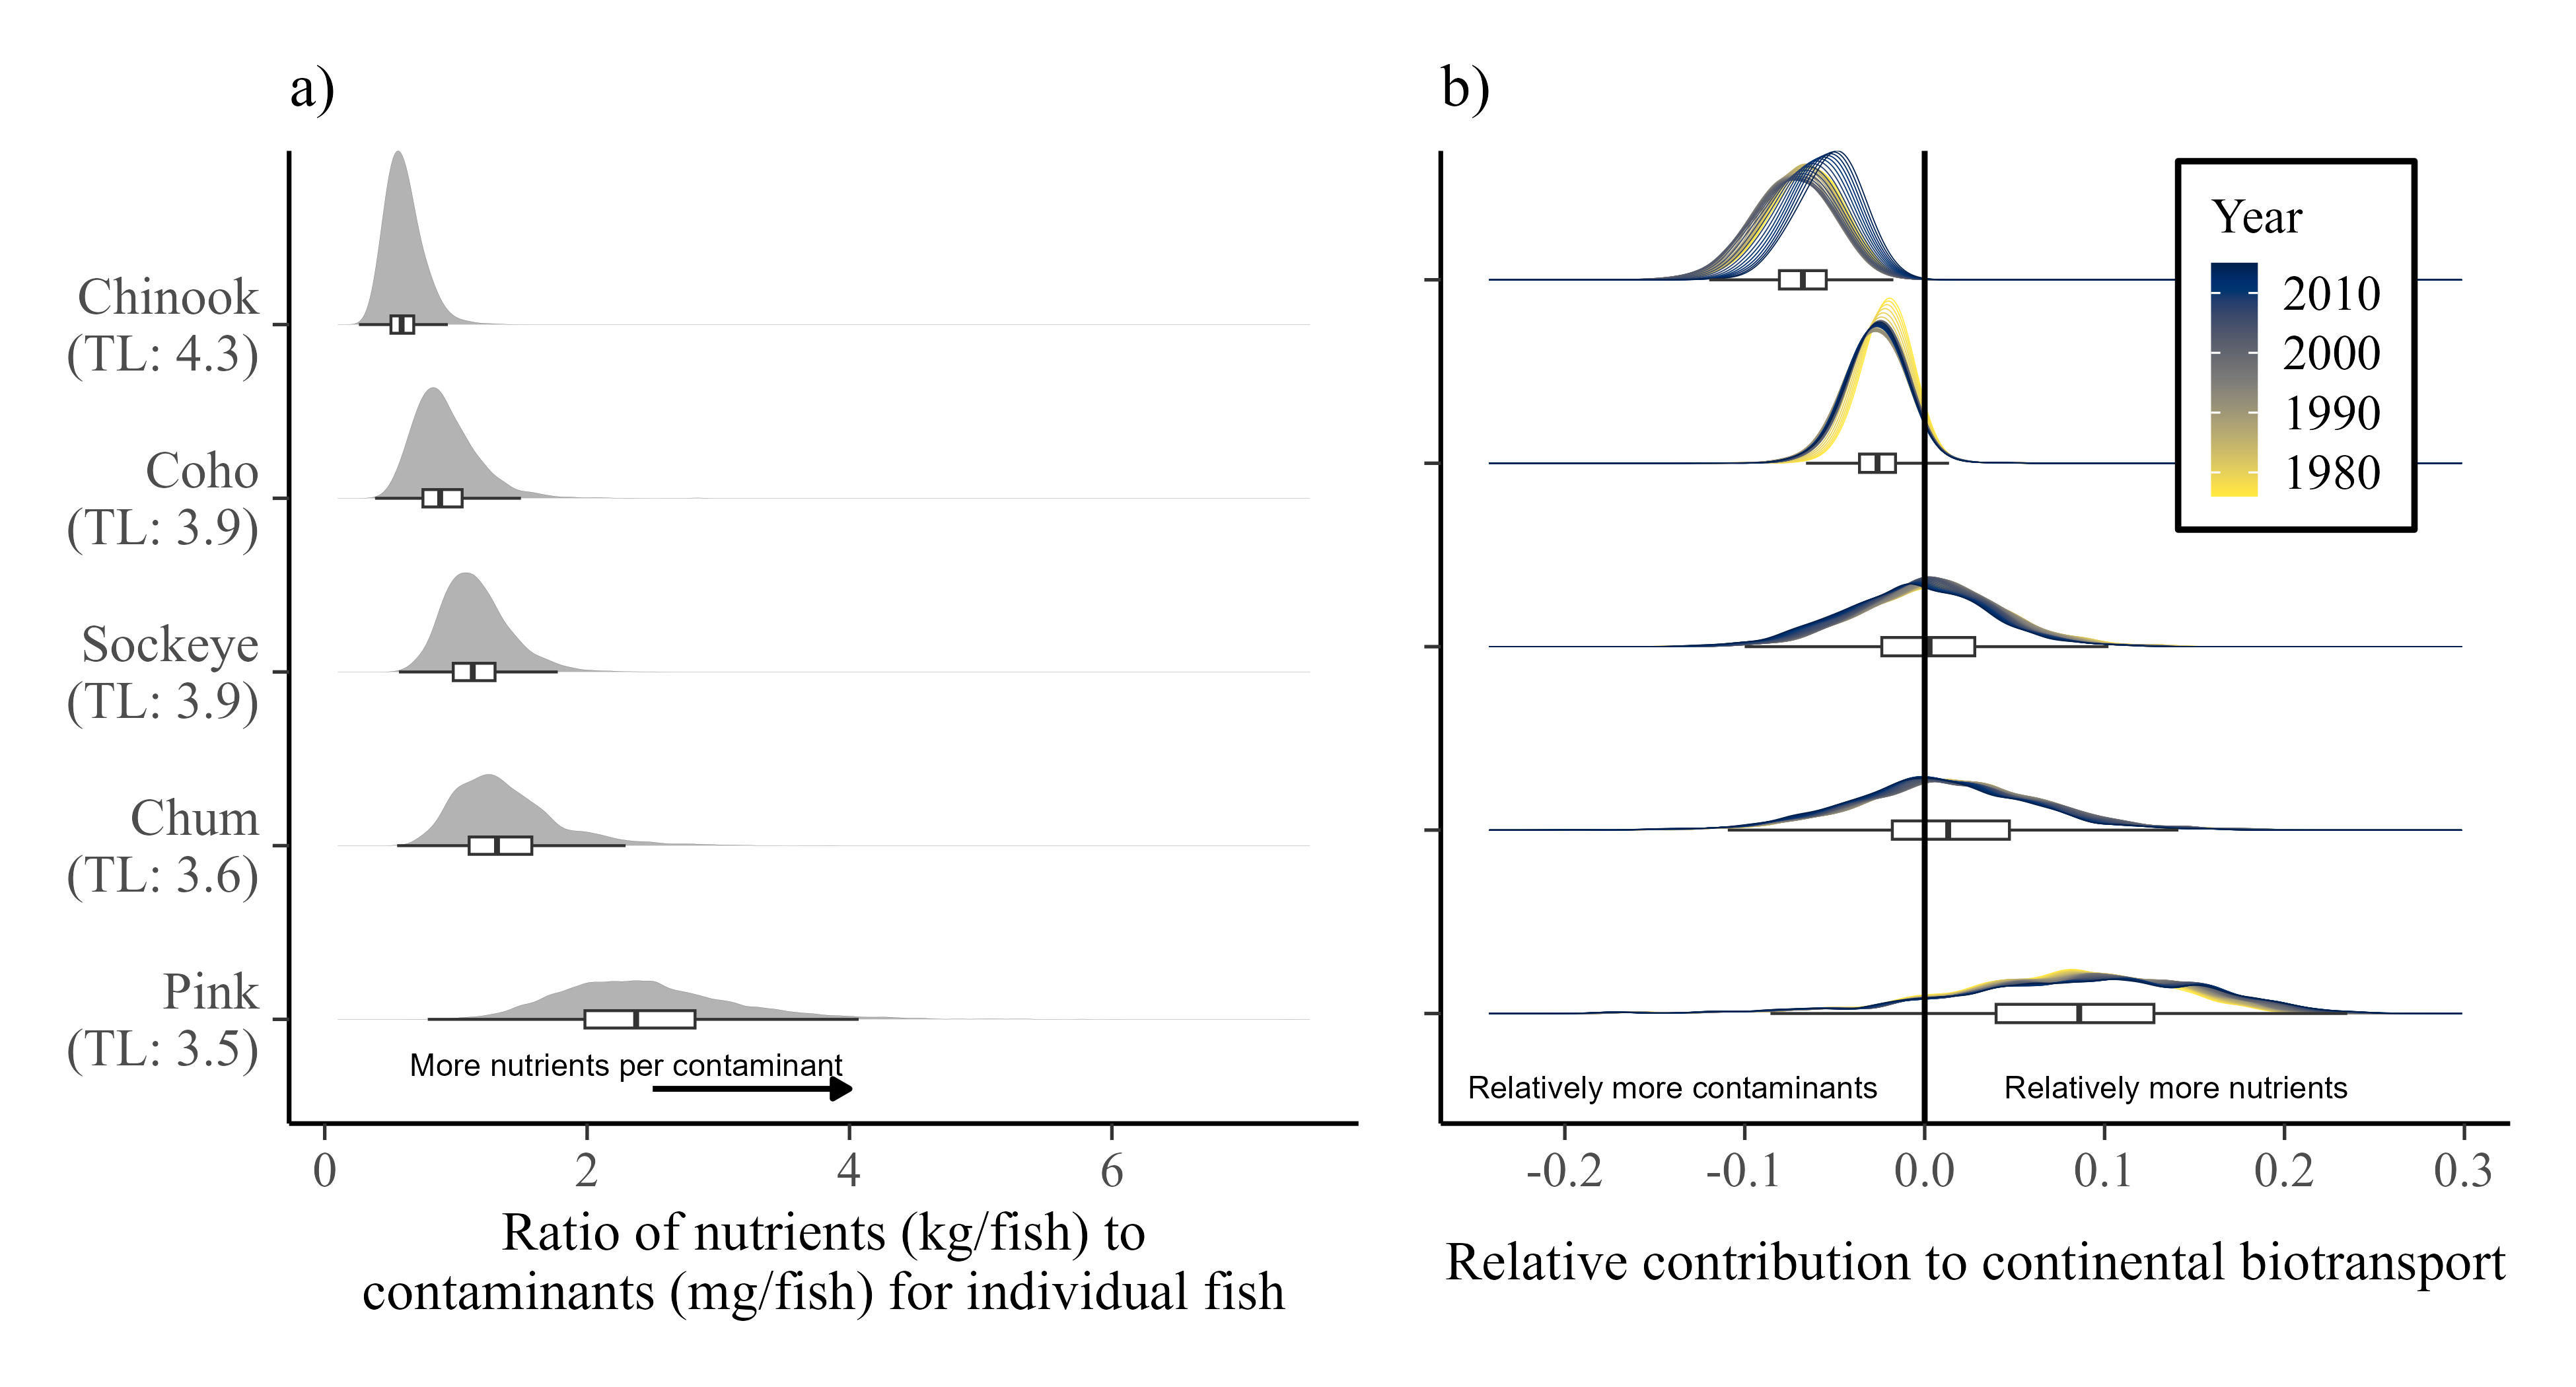 a)
Chinook
(TL: 4.3)
Coho
(TL: 3.9)
Sockeye
(TL: 3.9)
Chum
(TL: 3.6)
Pink
(TL: 3.5)
More nutrients per contaminant
0 2 4 6
Ratio of nutrients (kg/fish) to
contaminants (mg/fish) for individual fish
b)
Year
2010
2000
1990
1980
Relatively more contaminants
Relatively more nutrients
-0.2 -0.1 0.0 0.1 0.2 0.3
Relative contribution to continental biotransport